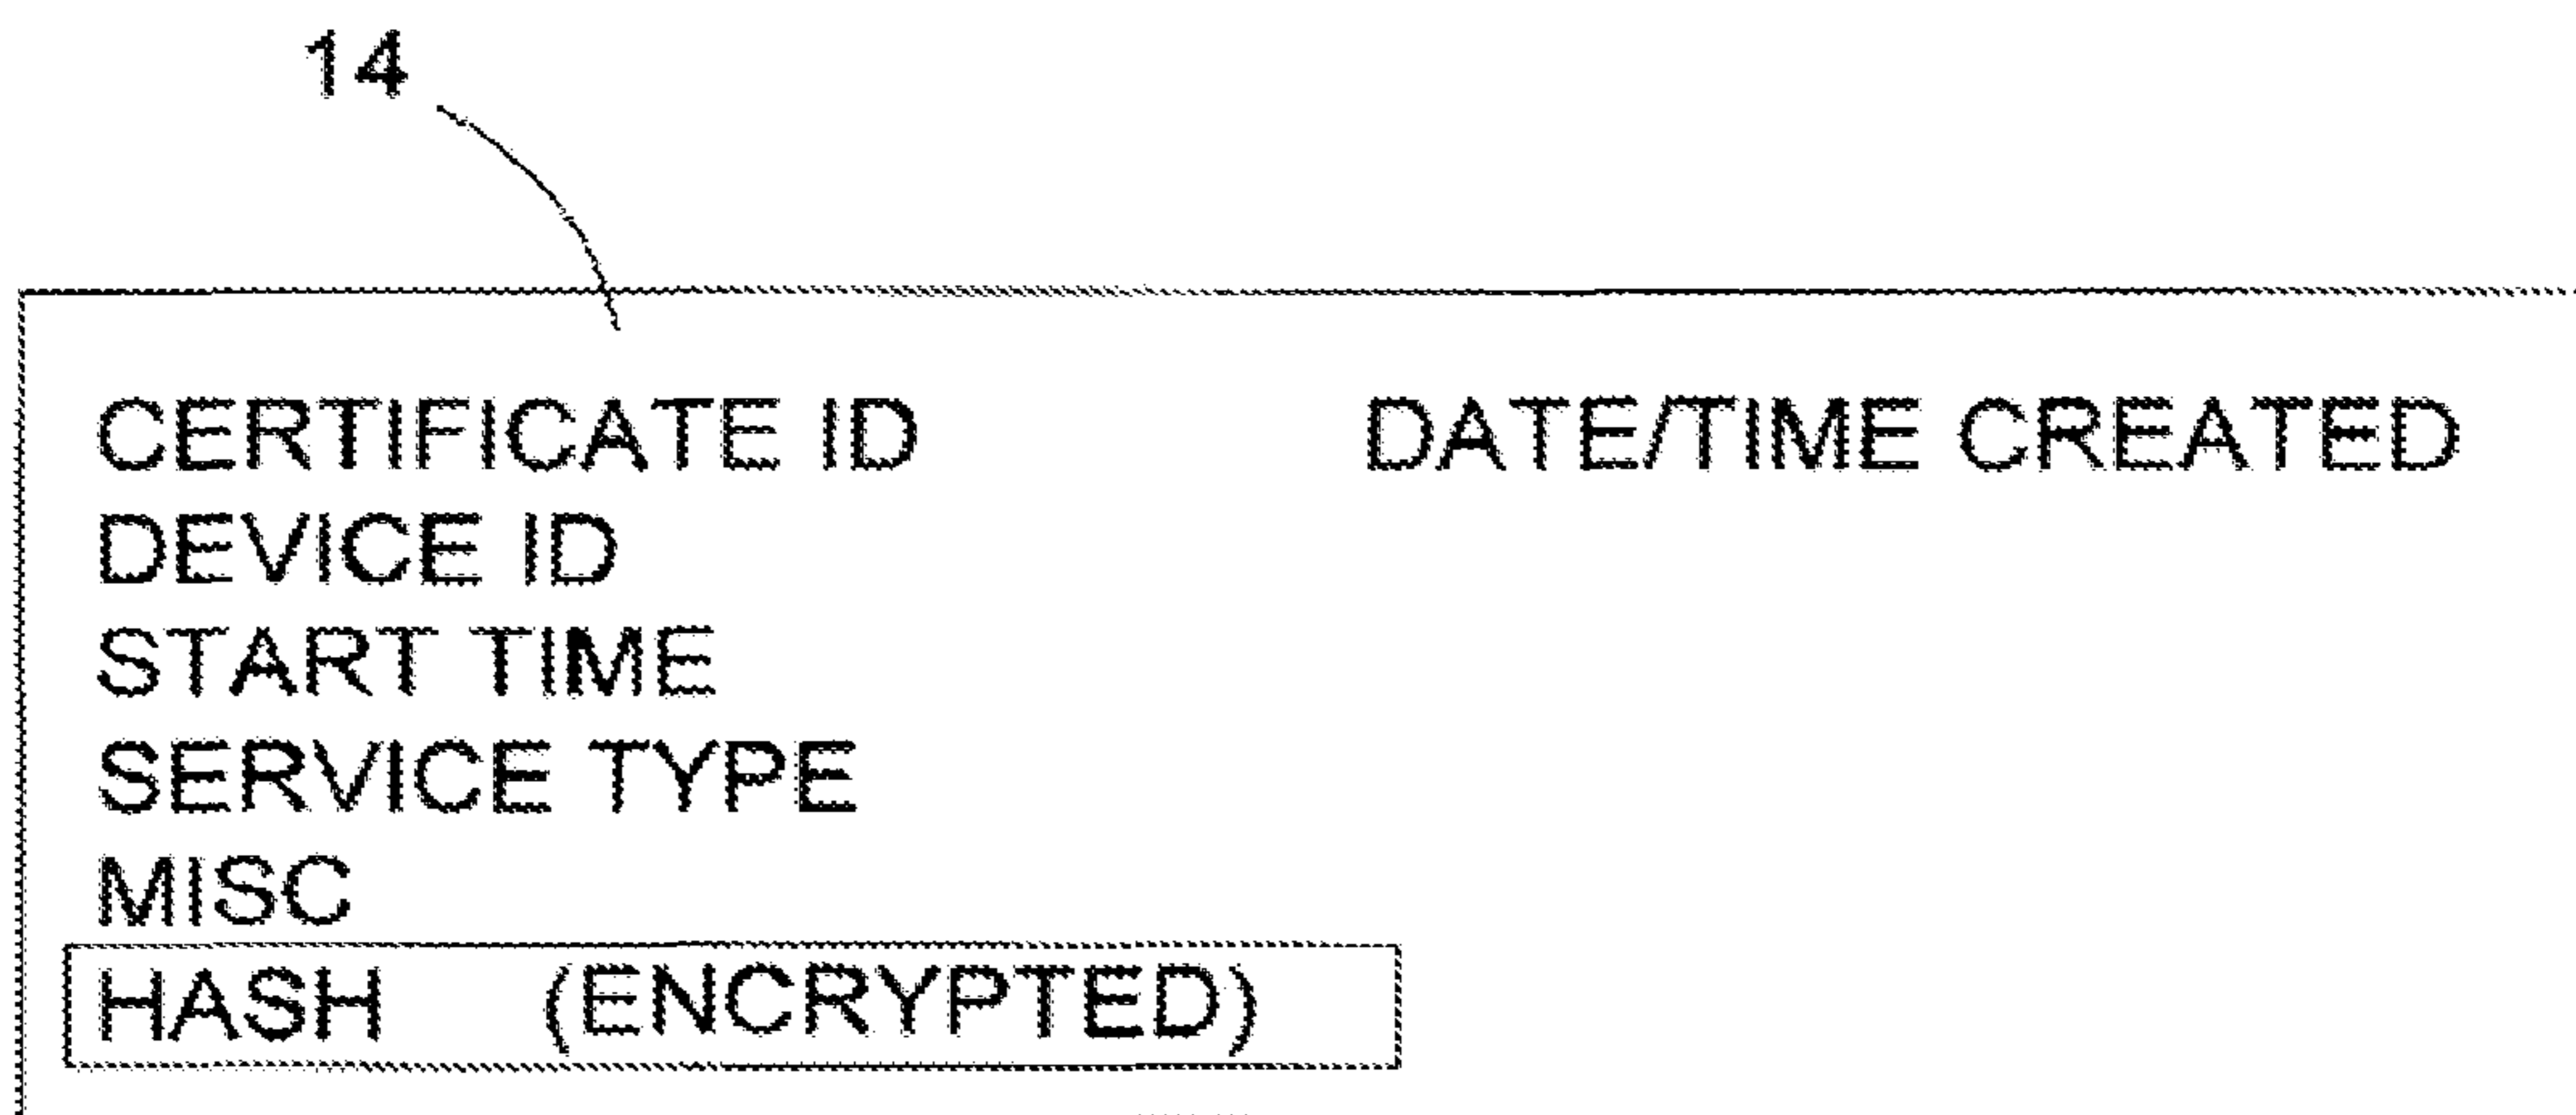 14
CERTIFICATE ID DATE/TIME CREATED
DEVICE ID
START TIME
SERVICE TYPE
MISC
HASH (ENCRYPTED)